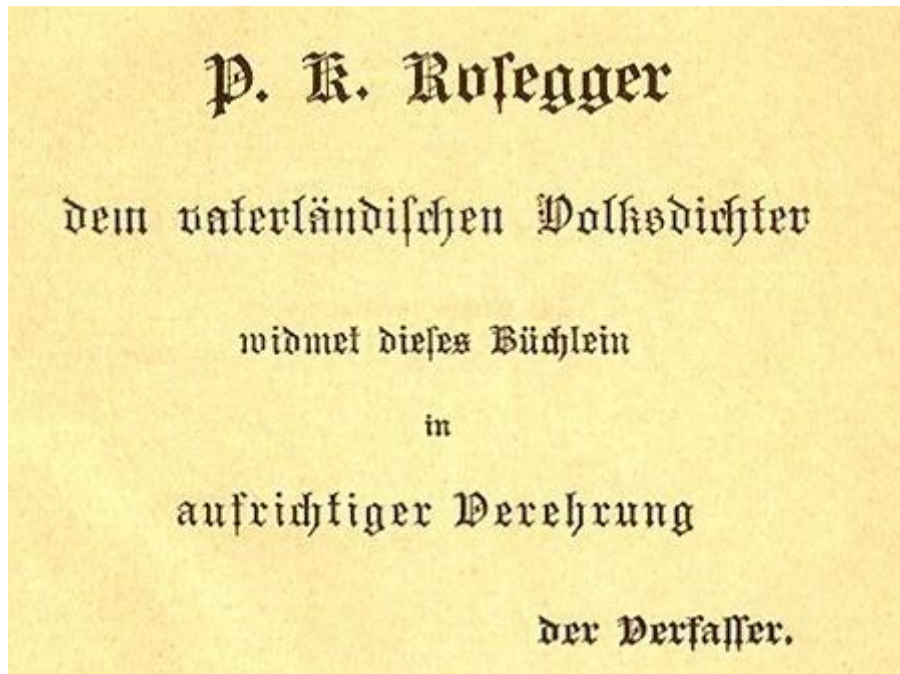 P. K. Rosegger
dem vaterländischen Volksdichter
widmet dieses Büchlein
in
aufrichtiger Verehrung
der Verfasser.